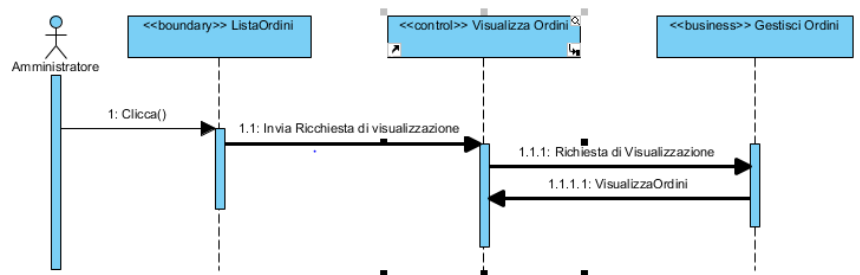 <<boundary>> ListaOrdini
<<control>> Visualizza Ordini
<<business>> Gestisci Ordini
Amministratore
1: Clicca()
1.1: Invia Ricchiesta di visualizzazione
1.1.1: Richiesta di Visualizzazione
1.1.1.1: VisualizzaOrdini